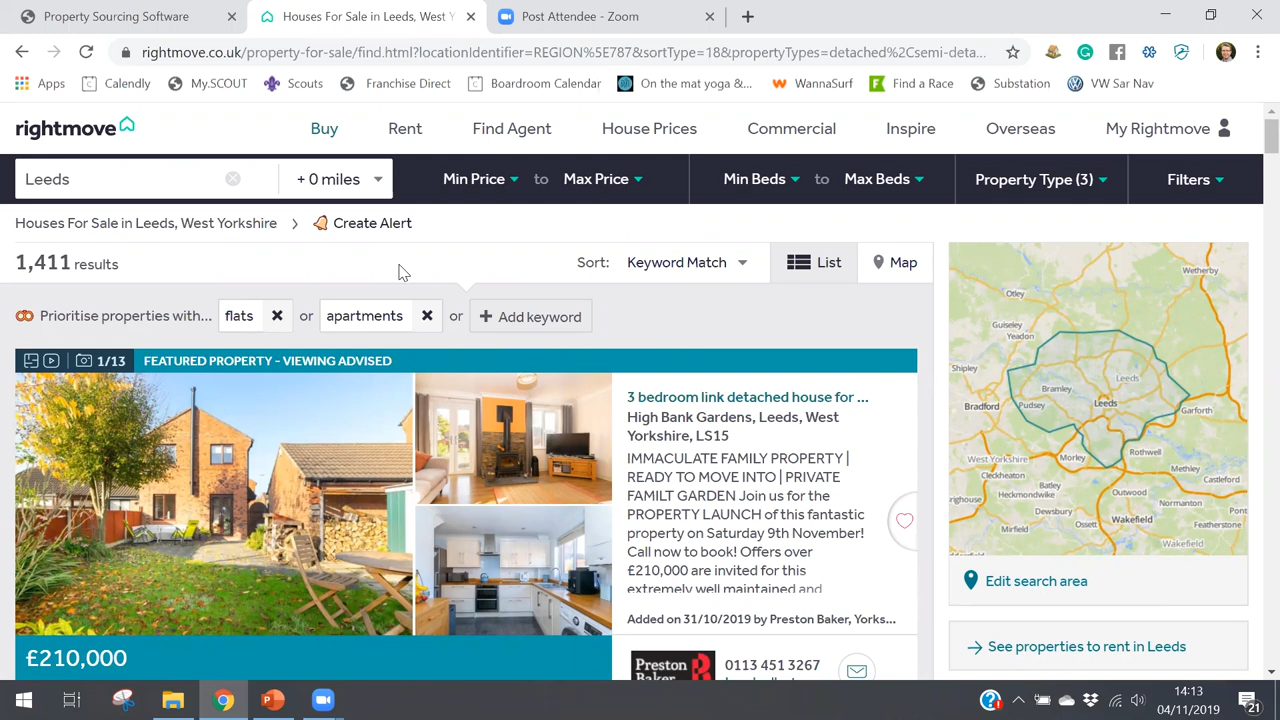 Property Sourcing Software
Houses For Sale in Leeds, West Y
Post Attendee - Zoom
rightmove.co.uk/property-for-sale/find.html?locationIdentifier=REGION%5E787&sortType=18&propertyTypes=detached%2Csemi-deta...
Apps
Calendly
My.SCOUT
Scouts
Franchise Direct
Boardroom Calendar
On the mat yoga &...
WannaSurf
Find a Race
Substation
VW Sar Nav
rightmove
Buy
Rent
Find Agent
House Prices
Commercial
Inspire
Overseas
My Rightmove
Leeds
+ 0 miles
Min Price
to
Max Price
Min Beds
to
Max Beds
Property Type (3)
Filters
Houses For Sale in Leeds, West Yorkshire
Create Alert
1,411 results
Sort:
Keyword Match
List
Map
Prioritise properties with...
flats
or
apartments
or
+ Add keyword
1/13
FEATURED PROPERTY - VIEWING ADVISED
3 bedroom link detached house for ...
High Bank Gardens, Leeds, West
Yorkshire, LS15
IMMACULATE FAMILY PROPERTY |
READY TO MOVE INTO | PRIVATE
FAMILT GARDEN Join us for the
PROPERTY LAUNCH of this fantastic
property on Saturday 9th November!
Call now to book! Offers over
£210,000 are invited for this
extremely well maintained and
Added on 31/10/2019 by Preston Baker, Yorks...
£210,000
Preston
Baker
0113 451 3267
Wetherby
Otley
Guiseley
Yeadon
Shipley
Bramley
Leeds
Bradford
Pudsey
Leeds
Garforth
Morley
Rothwell
West Yorkshire
Cleckheaton
Batley
Methley
Heckmondwike
Castleford
Outwood
Dewsbury
Normanton
Mirfield
Ossett
Wakefield
Featherstone
Wakefield
Edit search area
See properties to rent in Leeds
14:13
04/11/2019
21